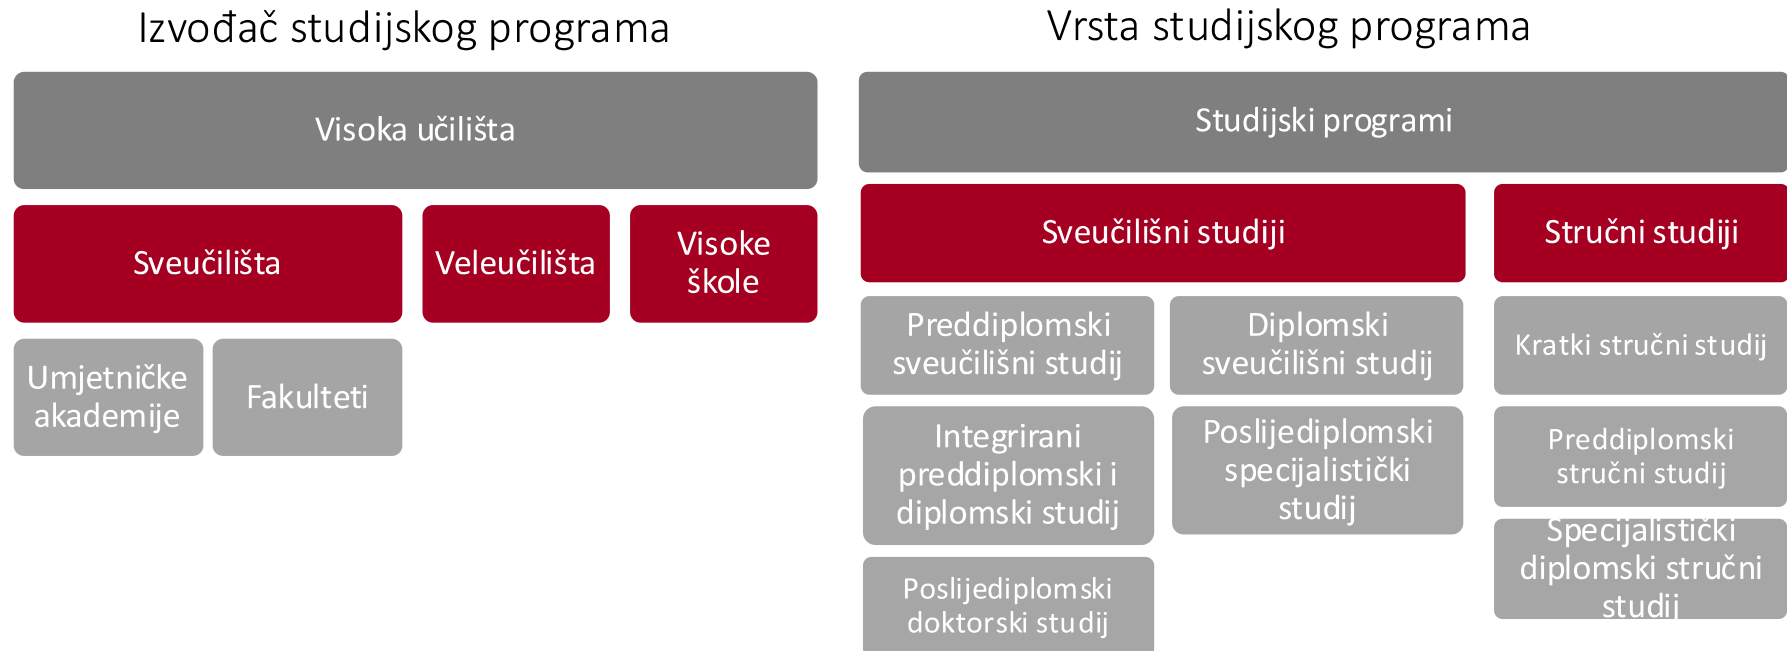 Izvođač studijskog programa
Visoka učilišta
Sveučilišta
Veleučilišta
Visoke
škole
Umjetničke
akademije
Fakulteti
Vrsta studijskog programa
Studijski programi
Sveučilišni studiji
Stručni studiji
Preddiplomski
sveučilišni studij
Diplomski
sveučilišni studij
Kratki stručni studij
Integrirani
preddiplomski i
diplomski studij
Poslijediplomski
specijalistički
studij
Preddiplomski
stručni studij
Poslijediplomski
doktorski studij
Specijalistički
diplomski stručni
studij